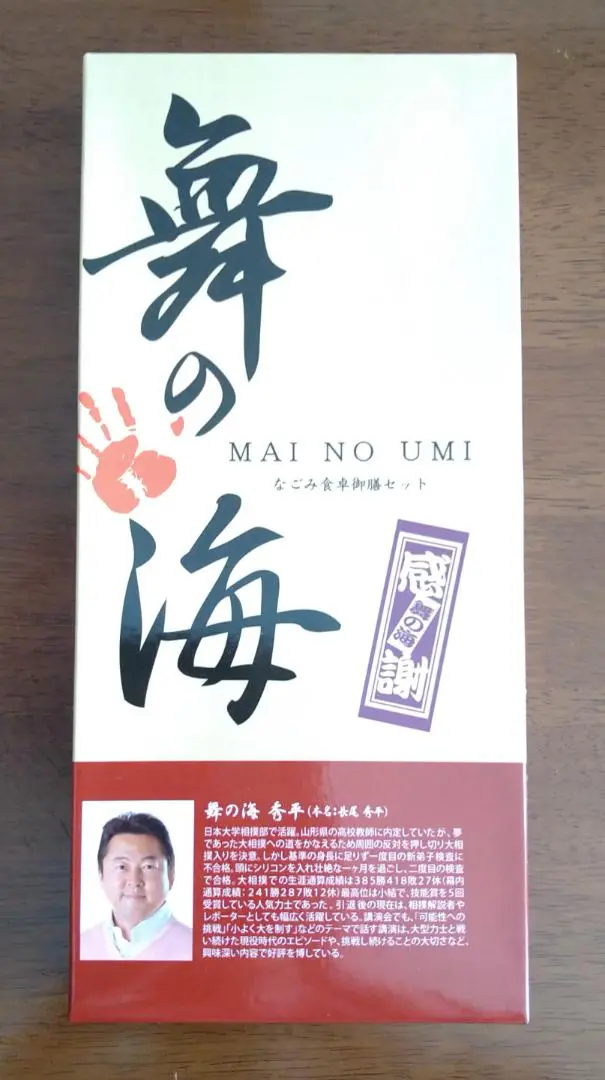 舞の海
MAI NO UMI
なごみ食卓御膳セット
感謝
舞の海
舞の海 秀平(本名:長尾 秀平)
日本大学相撲部で活躍。山形県の高校教師に内定していたが、夢
であった大相撲への道をかなえるため周囲の反対を押し切り大相
撲入りを決意。しかし基準の身長に足りず一度目の新弟子検査に
不合格。頭にシリコンを入れ壮絶な一ヶ月を過ごし、二度目の検査
で合格。大相撲での生涯通算成績は385勝418敗27休(幕内
通算成績:241勝287敗12休)最高位は小結で、技能賞を5回
受賞している人気力士であった。引退後の現在は、相撲解説者や
レポーターとしても幅広く活躍している。講演会でも、「可能性への
挑戦」「小よく大を制す」などのテーマで話す講演は、大型力士と戦
い続けた現役時代のエピソードや、挑戦し続けることの大切さなど、
興味深い内容で好評を博している。